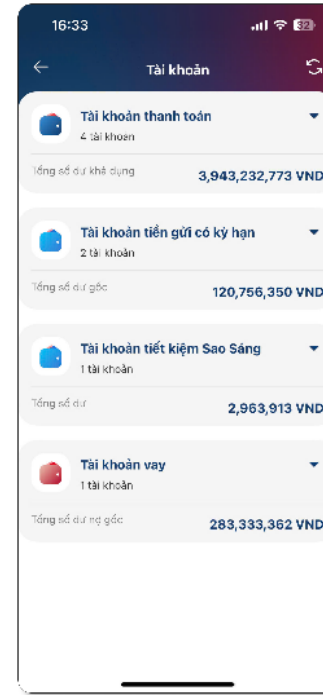 16:33
32
Tài khoản
Tài khoản thanh toán
4 tài khoản
Tổng số dư khả dụng
3,943,232,773 VND
Tài khoản tiền gửi có kỳ hạn
2 tài khoản
Tổng số dư gốc
120,756,350 VND
Tài khoản tiết kiệm Sao Sáng
1 tài khoản
Tổng số dư
2,963,913 VND
Tài khoản vay
1 tài khoản
Tổng số dư nợ gốc
283,333,362 VND